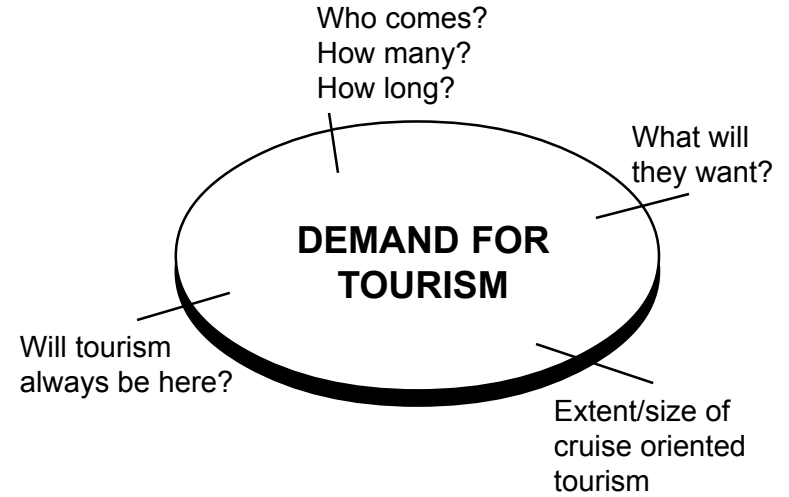 Who comes?
How many?
How long?
What will
they want?
DEMAND FOR
TOURISM
Will tourism
always be here?
Extent/size of
cruise oriented
tourism